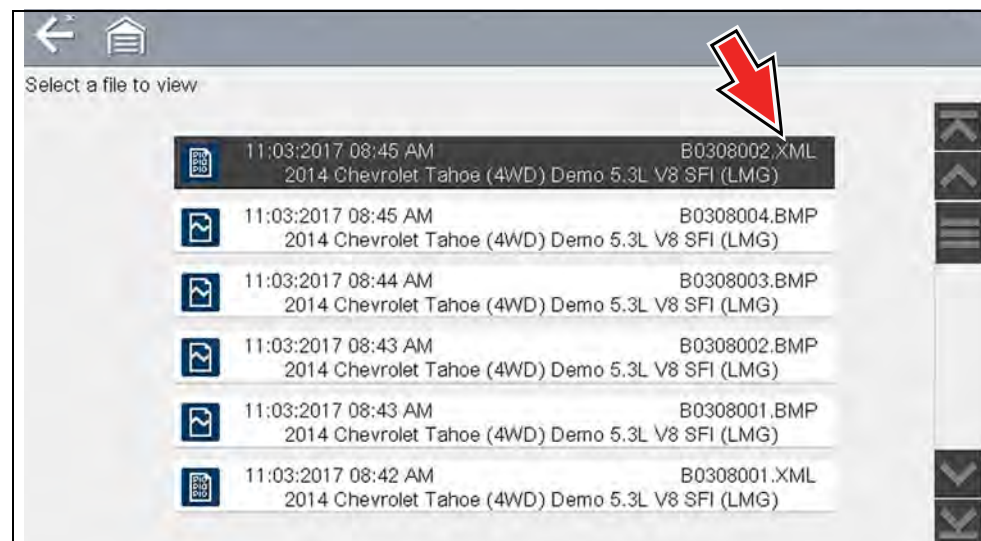 Select a file to view
11:03:2017 08:45 AM B0308002.XML
2014 Chevrolet Tahoe (4WD) Demo 5.3L V8 SFI (LMG)
11:03:2017 08:45 AM B0308004.BMP
2014 Chevrolet Tahoe (4WD) Demo 5.3L V8 SFI (LMG)
11:03:2017 08:44 AM B0308003.BMP
2014 Chevrolet Tahoe (4WD) Demo 5.3L V8 SFI (LMG)
11:03:2017 08:43 AM B0308002.BMP
2014 Chevrolet Tahoe (4WD) Demo 5.3L V8 SFI (LMG)
11:03:2017 08:43 AM B0308001.BMP
2014 Chevrolet Tahoe (4WD) Demo 5.3L V8 SFI (LMG)
11:03:2017 08:42 AM B0308001.XML
2014 Chevrolet Tahoe (4WD) Demo 5.3L V8 SFI (LMG)